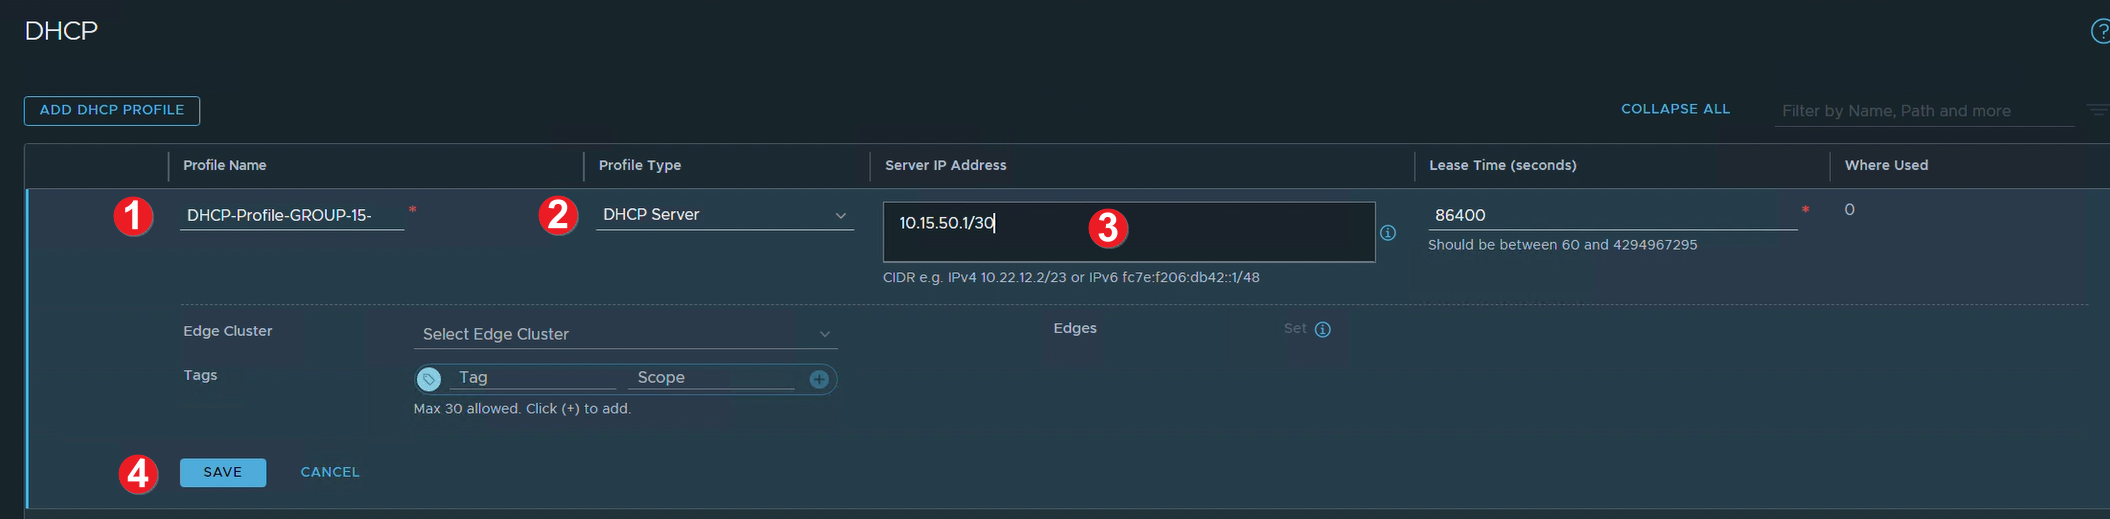 DHCP
?
ADD DHCP PROFILE
COLLAPSE ALL
Filter by Name, Path and more
Profile Name
Profile Type
Server IP Address
Lease Time (seconds)
Where Used
1
DHCP-Profile-GROUP-15-
*
2
DHCP Server
10.15.50.1/30
3
i
86400
*
0
Should be between 60 and 4294967295
CIDR e.g. IPv4 10.22.12.2/23 or IPv6 fc7e:f206:db42::1/48
Edge Cluster
Select Edge Cluster
Edges
Set
i
Tags
Tag
Scope
+
Max 30 allowed. Click (+) to add.
4
SAVE
CANCEL